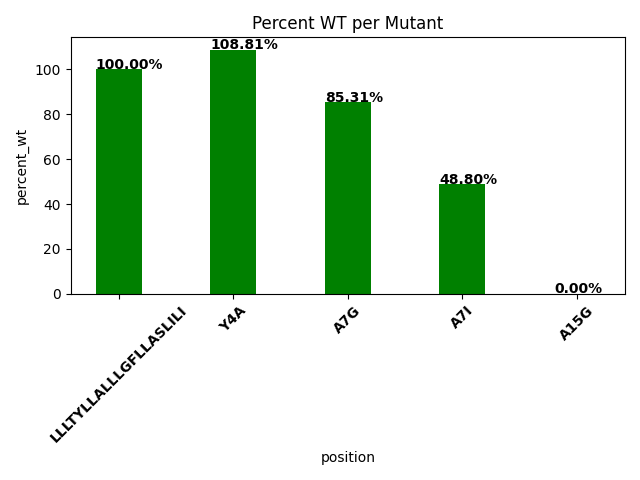 Percent WT per Mutant
percent_wt
100
80
60
40
20
0
100.00%
108.81%
85.31%
48.80%
0.00%
LLLTYLLALLLGFLLASLILI
Y4A
A7G
A7I
A15G
position